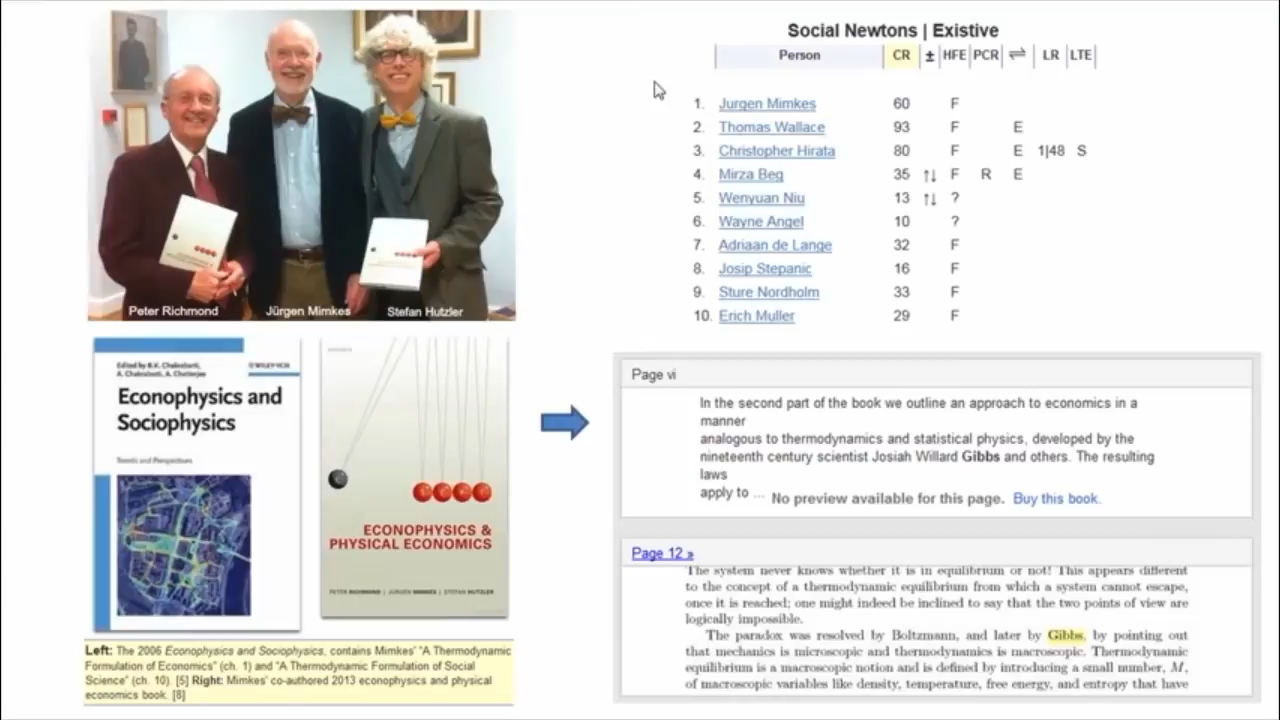 Peter Richmond
Jürgen Mimkes
Stefan Hutzler
Edited by B.K. Chakrabarti,
A. Chakraborti, A. Chatterjee
WILEY-VCH
Econophysics and
Sociophysics
Trends and Perspectives
ECONOPHYSICS &
PHYSICAL ECONOMICS
PETER RICHMOND | JURGEN MIMKES | STEFAN HUTZLER
Left: The 2006 Econophysics and Sociophysics, contains Mimkes' "A Thermodynamic
Formulation of Economics" (ch. 1) and "A Thermodynamic Formulation of Social
Science" (ch. 10). [5] Right: Mimkes' co-authored 2013 econophysics and physical
economics book. [8]
Social Newtons | Existive
Person CR ± HFE PCR ⇌ LR LTE
1. Jurgen Mimkes 60 F
2. Thomas Wallace 93 F E
3. Christopher Hirata 80 F E 1|48 S
4. Mirza Beg 35 ↑↓ F R E
5. Wenyuan Niu 13 ↑↓ ?
6. Wayne Angel 10 ?
7. Adriaan de Lange 32 F
8. Josip Stepanic 16 F
9. Sture Nordholm 33 F
10. Erich Muller 29 F
Page vi
In the second part of the book we outline an approach to economics in a
manner
analogous to thermodynamics and statistical physics, developed by the
nineteenth century scientist Josiah Willard Gibbs and others. The resulting
laws
apply to ... No preview available for this page. Buy this book.
Page 12 »
The system never knows whether it is in equilibrium or not! This appears different
to the concept of a thermodynamic equilibrium from which a system cannot escape,
once it is reached; one might indeed be inclined to say that the two points of view are
logically impossible.
The paradox was resolved by Boltzmann, and later by Gibbs, by pointing out
that mechanics is microscopic and thermodynamics is macroscopic. Thermodynamic
equilibrium is a macroscopic notion and is defined by introducing a small number, M,
of macroscopic variables like density, temperature, free energy, and entropy that have